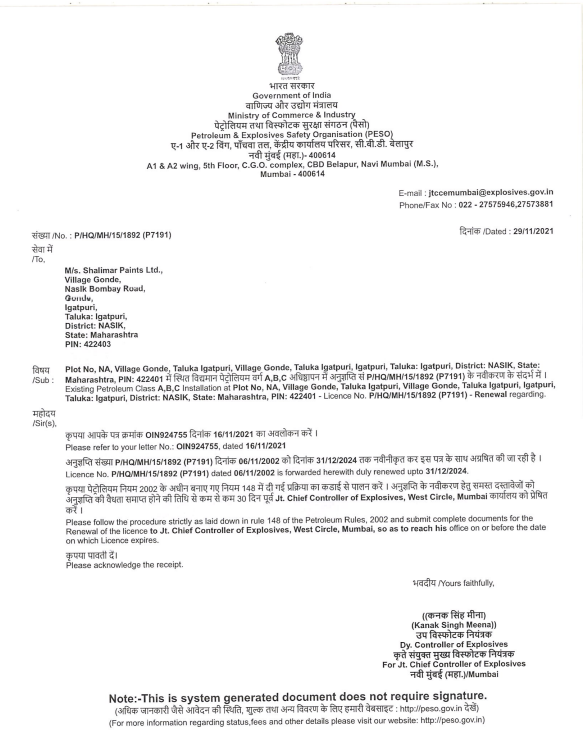 भारत सरकार
Government of India
वाणिज्य और उद्योग मंत्रालय
Ministry of Commerce & Industry
पेट्रोलियम तथा विस्फोटक सुरक्षा संगठन (पैसो)
Petroleum & Explosives Safety Organisation (PESO)
ए-1 और ए-2 विंग, पाँचवा तल, केंद्रीय कार्यालय परिसर, सी.बी.डी. बेलापुर
नवी मुंबई (महा.)- 400614
A1 & A2 wing, 5th Floor, C.G.O. complex, CBD Belapur, Navi Mumbai (M.S.),
Mumbai - 400614
E-mail : jtccemumbai@explosives.gov.in
Phone/Fax No : 022 - 27575946,27573881
संख्या /No. : P/HQ/MH/15/1892 (P7191)
दिनांक /Dated : 29/11/2021
सेवा में
/To,
M/s. Shalimar Paints Ltd.,
Village Gonde,
Nasik Bombay Road,
Gonde,
Igatpuri,
Taluka: Igatpuri,
District: NASIK,
State: Maharashtra
PIN: 422403
विषय Plot No, NA, Village Gonde, Taluka Igatpuri, Village Gonde, Taluka Igatpuri, Igatpuri, Taluka: Igatpuri, District: NASIK, State:
/Sub : Maharashtra, PIN: 422401 में स्थित विद्यमान पेट्रोलियम वर्ग A,B,C अधिष्ठापन में अनुज्ञप्ति सं P/HQ/MH/15/1892 (P7191) के नवीकरण के संदर्भ में ।
Existing Petroleum Class A,B,C Installation at Plot No, NA, Village Gonde, Taluka Igatpuri, Village Gonde, Taluka Igatpuri, Igatpuri,
Taluka: Igatpuri, District: NASIK, State: Maharashtra, PIN: 422401 - Licence No. P/HQ/MH/15/1892 (P7191) - Renewal regarding.
महोदय
/Sir(s),
कृपया आपके पत्र क्रमांक OIN924755 दिनांक 16/11/2021 का अवलोकन करें ।
Please refer to your letter No.: OIN924755, dated 16/11/2021
अनुज्ञप्ति संख्या P/HQ/MH/15/1892 (P7191) दिनांक 06/11/2002 को दिनांक 31/12/2024 तक नवीनीकृत कर इस पत्र के साथ अग्रषित की जा रही है ।
Licence No. P/HQ/MH/15/1892 (P7191) dated 06/11/2002 is forwarded herewith duly renewed upto 31/12/2024.
कृपया पेट्रोलियम नियम 2002 के अधीन बनाए गए नियम 148 में दी गई प्रक्रिया का कडाई से पालन करें । अनुज्ञप्ति के नवीकरण हेतु समस्त दस्तावेजों को
अनुज्ञप्ति की वैधता समाप्त होने की तिथि से कम से कम 30 दिन पूर्व Jt. Chief Controller of Explosives, West Circle, Mumbai कार्यालय को प्रेषित
करें ।
Please follow the procedure strictly as laid down in rule 148 of the Petroleum Rules, 2002 and submit complete documents for the
Renewal of the licence to Jt. Chief Controller of Explosives, West Circle, Mumbai, so as to reach his office on or before the date
on which Licence expires.
कृपया पावती दें।
Please acknowledge the receipt.
भवदीय /Yours faithfully,
((कनक सिंह मीना))
(Kanak Singh Meena))
उप विस्फोटक नियंत्रक
Dy. Controller of Explosives
कृते संयुक्त मुख्य विस्फोटक नियंत्रक
For Jt. Chief Controller of Explosives
नवी मुंबई (महा.)/Mumbai
Note:-This is system generated document does not require signature.
(अधिक जानकारी जैसे आवेदन की स्थिति, शुल्क तथा अन्य विवरण के लिए हमारी वेबसाइट : http://peso.gov.in देखें)
(For more information regarding status,fees and other details please visit our website: http://peso.gov.in)